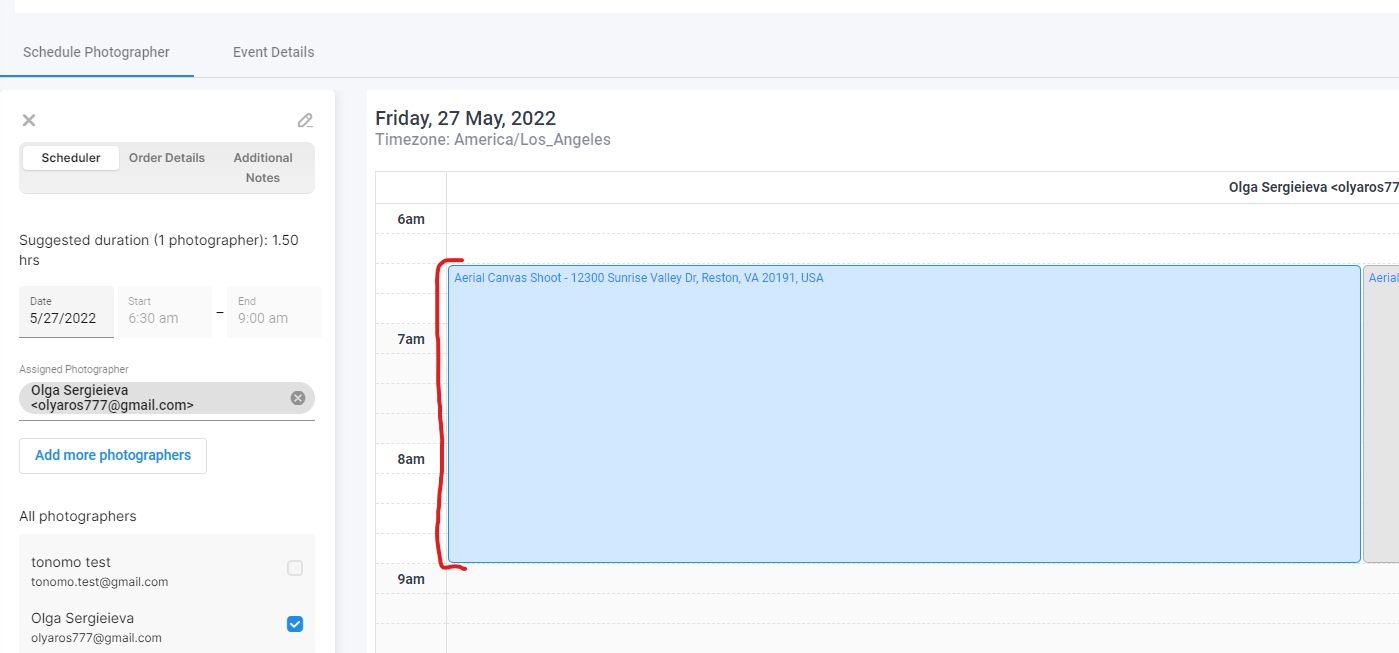 Schedule Photographer
Event Details
Scheduler
Order Details
Additional
Notes
Suggested duration (1 photographer): 1.50
hrs
Date
5/27/2022
Start
6:30 am
–
End
9:00 am
Assigned Photographer
Olga Sergieieva
<olyaros777@gmail.com>
Add more photographers
All photographers
tonomo test
tonomo.test@gmail.com
Olga Sergieieva
olyaros777@gmail.com
Friday, 27 May, 2022
Timezone: America/Los_Angeles
Olga Sergieieva <olyaros77
6am
Aerial Canvas Shoot - 12300 Sunrise Valley Dr, Reston, VA 20191, USA
Aerial
7am
8am
9am